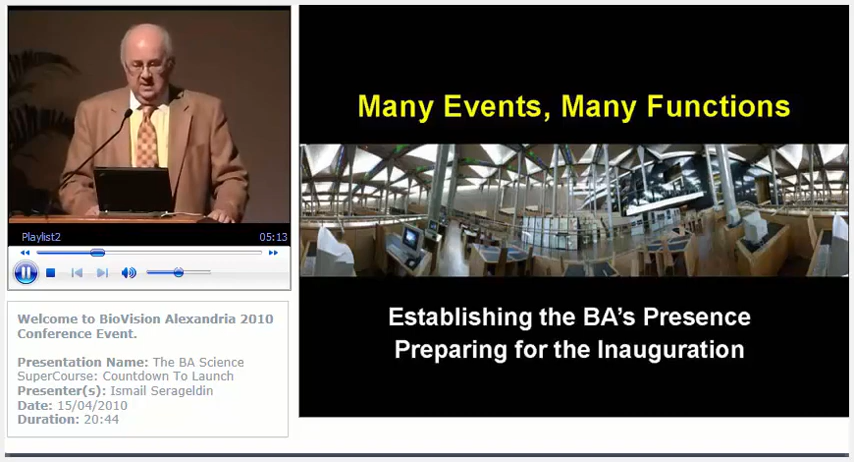 Playlist2 05:13
Welcome to BioVision Alexandria 2010
Conference Event.
Presentation Name: The BA Science
SuperCourse: Countdown To Launch
Presenter(s): Ismail Serageldin
Date: 15/04/2010
Duration: 20:44
Many Events, Many Functions
Establishing the BA's Presence
Preparing for the Inauguration